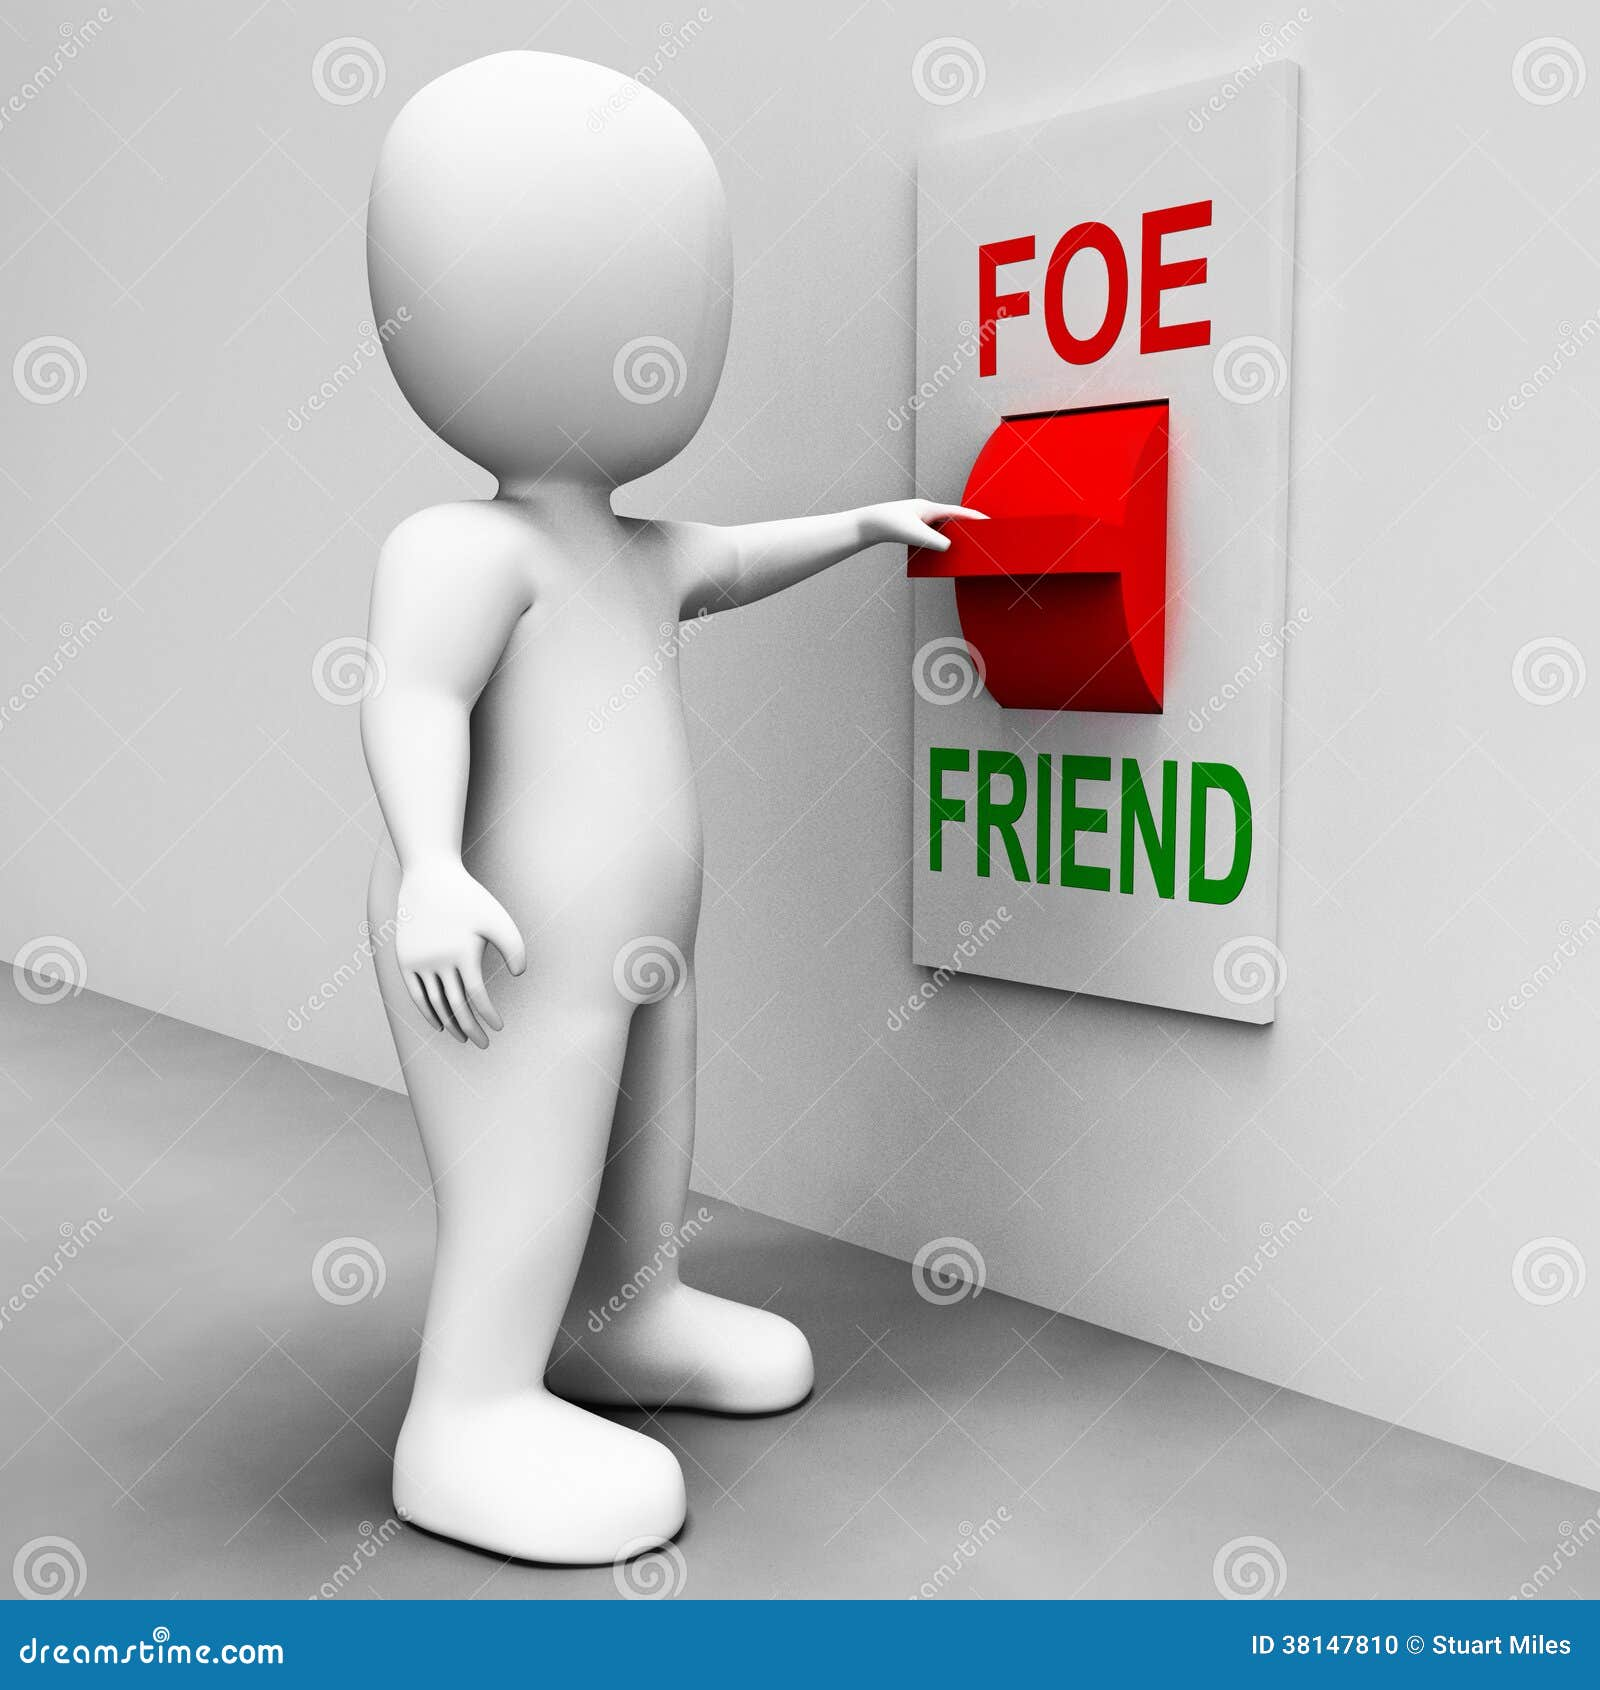 FOE
FRIEND
dreamstime.com
ID 38147810 © Stuart Miles